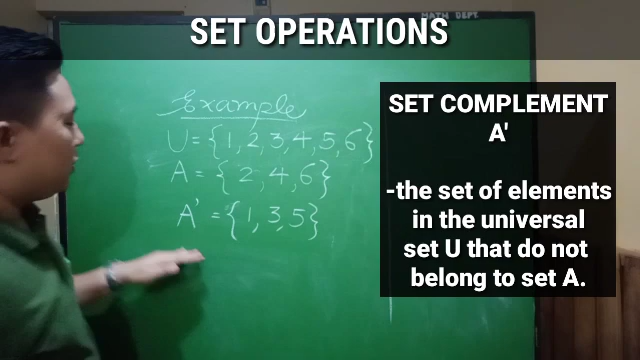 MATH DEPT.
SET OPERATIONS
Example
U = {1, 2, 3, 4, 5, 6}
A = {2, 4, 6}
A' = {1, 3, 5}
SET COMPLEMENT
A'
-the set of elements
in the universal
set U that do not
belong to set A.